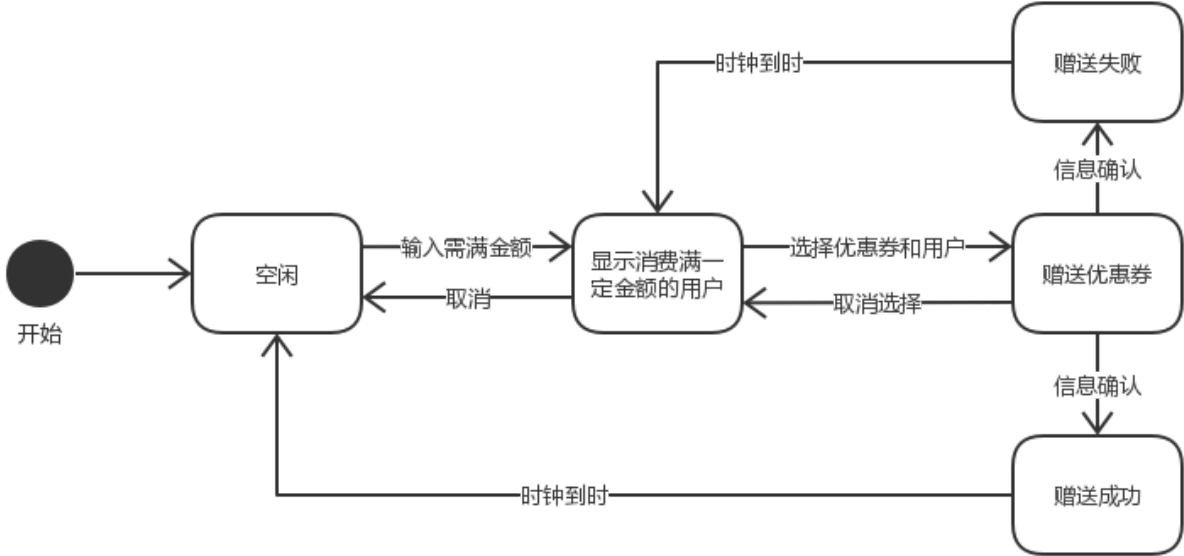 时钟到时
赠送失败
信息确认
开始
空闲
输入需满金额
取消
显示消费满一
定金额的用户
选择优惠券和用户
取消选择
赠送优惠券
信息确认
时钟到时
赠送成功